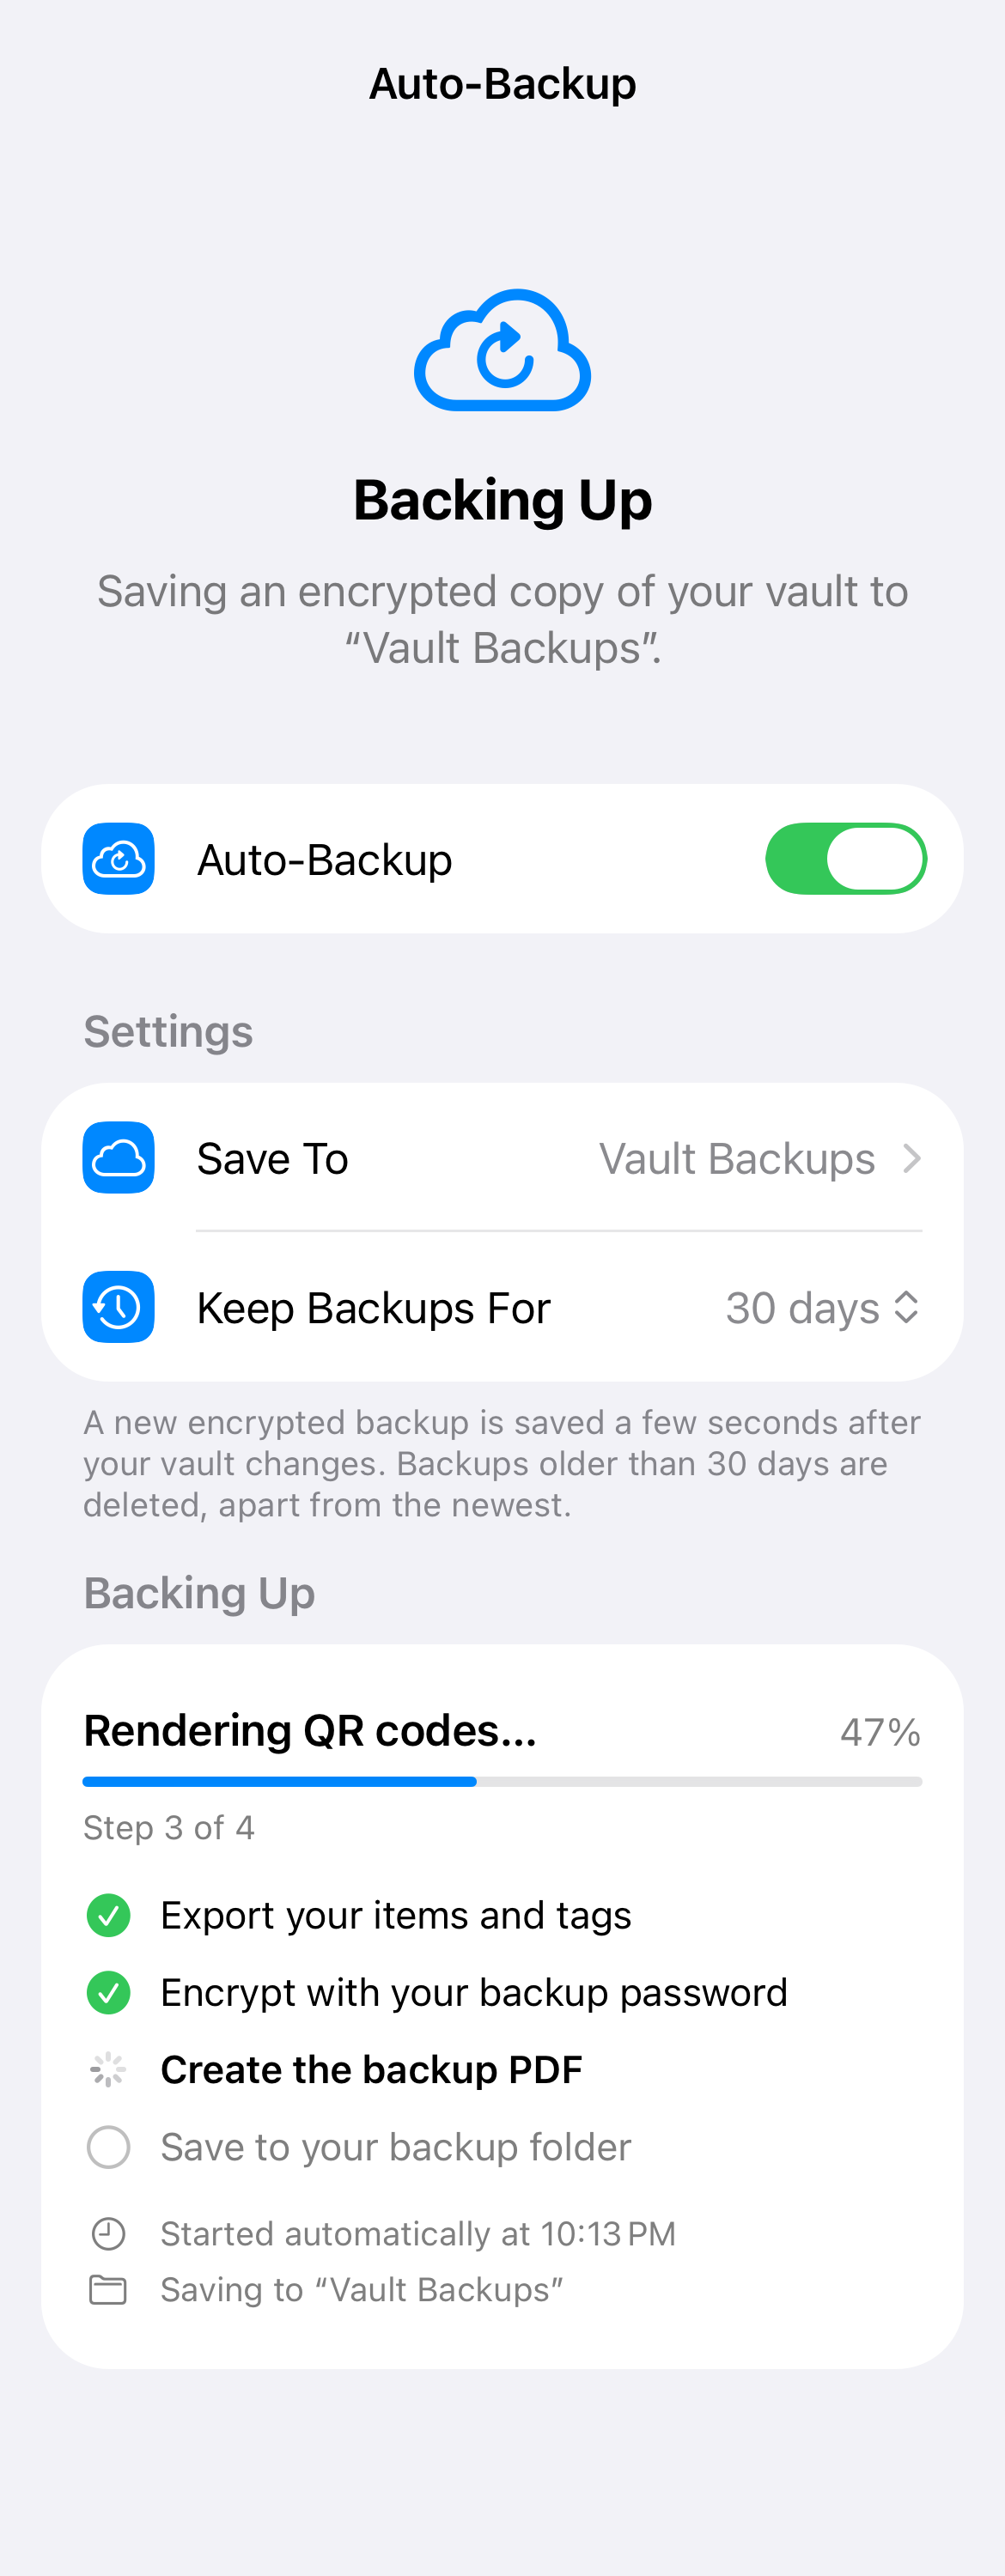 Auto-Backup
Backing Up
Saving an encrypted copy of your vault to
“Vault Backups”.
Auto-Backup
Settings
Save To Vault Backups
Keep Backups For 30 days
A new encrypted backup is saved a few seconds after
your vault changes. Backups older than 30 days are
deleted, apart from the newest.
Backing Up
Rendering QR codes... 47%
Step 3 of 4
Export your items and tags
Encrypt with your backup password
Create the backup PDF
Save to your backup folder
Started automatically at 10:13 PM
Saving to “Vault Backups”